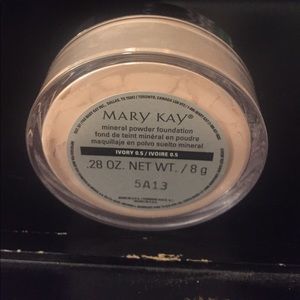 MARY KAY®
mineral powder foundation
fond de teint minéral en poudre
maquillaje en polvo suelto mineral
IVORY 0.5 / IVOIRE 0.5
.28 OZ. NET WT. / 8 g
5A13